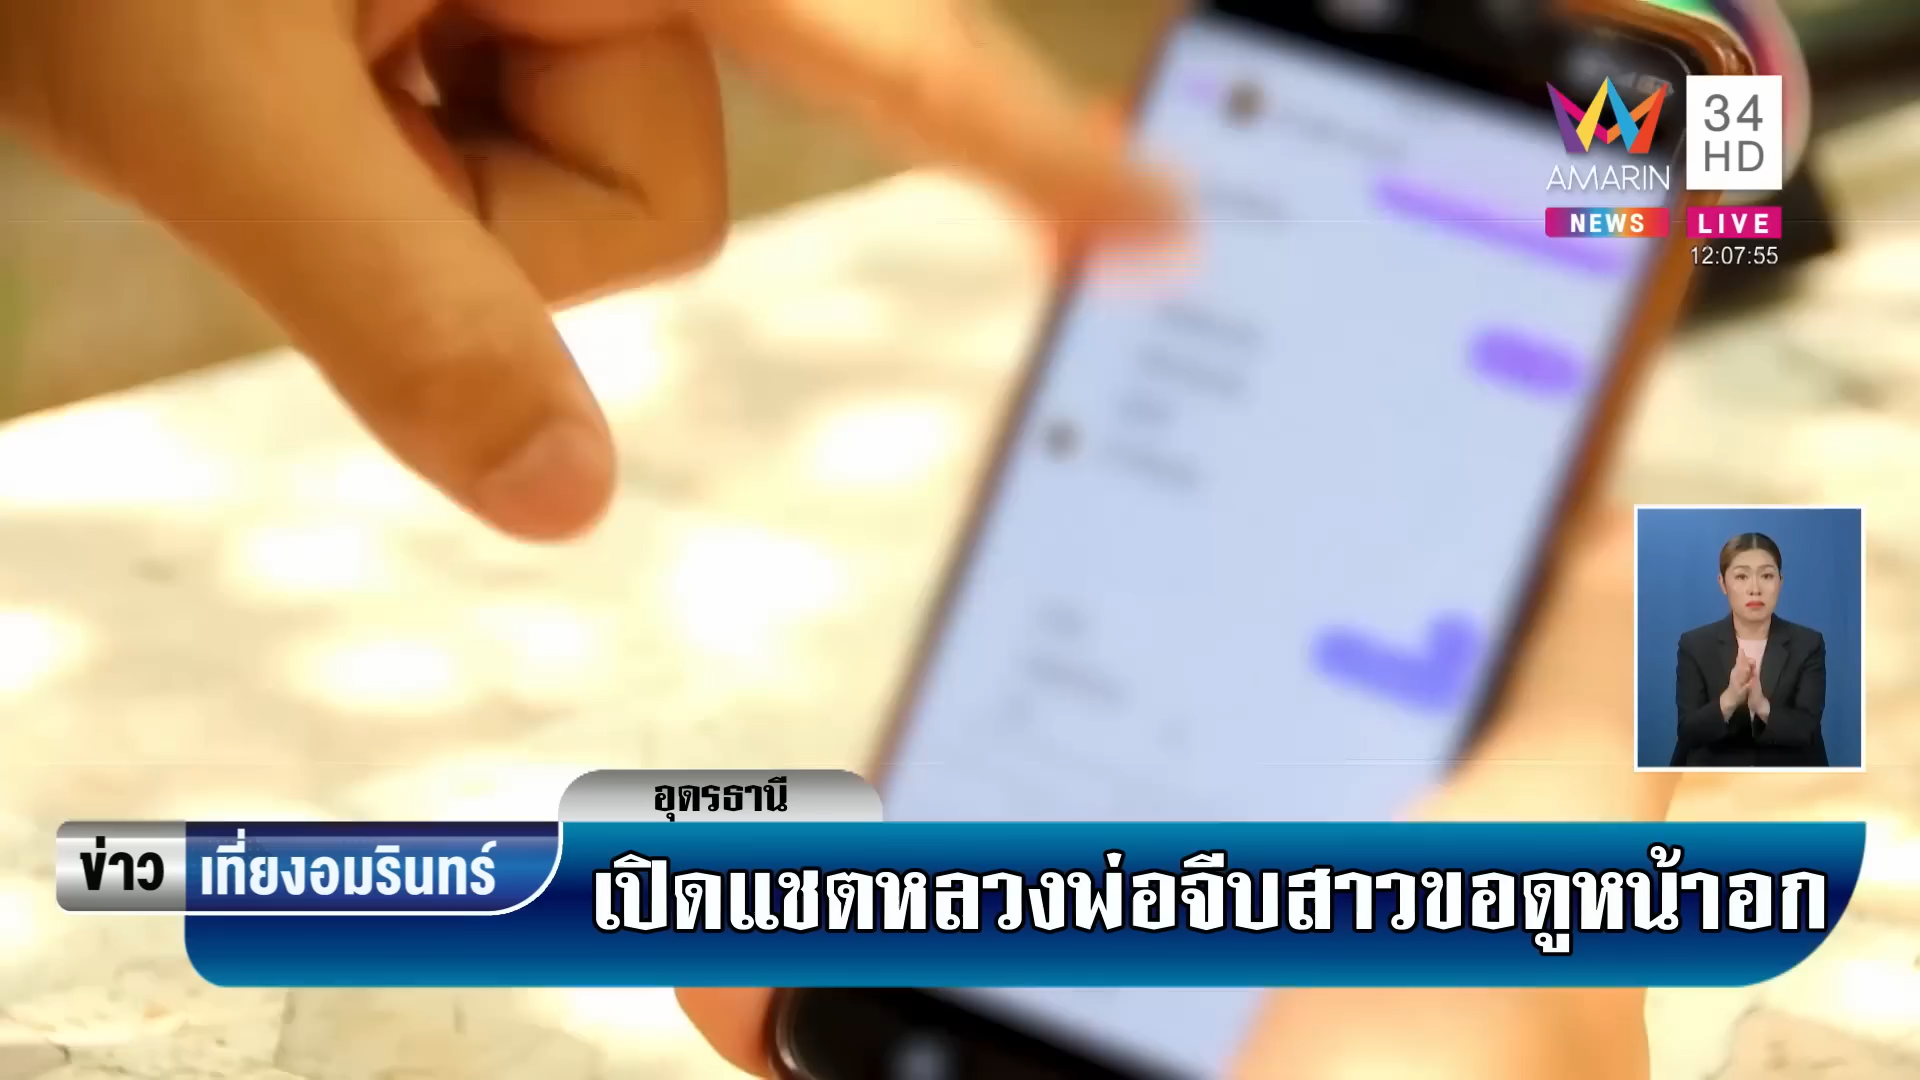 AMARIN
34
HD
NEWS
LIVE
12:07:55
อุดรธานี
ข่าว เที่ยงอมรินทร์
เปิดแชตหลวงพ่อจีบสาวขอดูหน้าอก